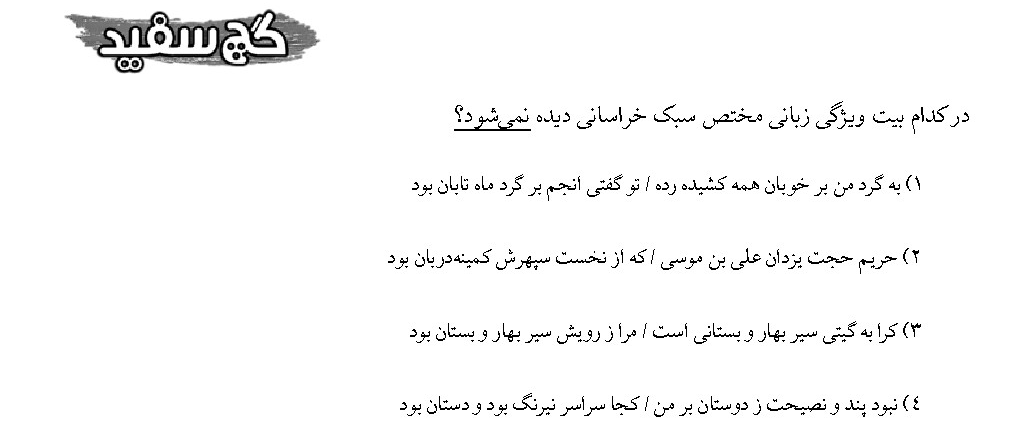 گچ سفید
در کدام بیت ویژگی زبانی مختص سبک خراسانی دیده نمی‌شود؟
۱) به گرد من بر خوبان همه کشیده رده / تو گفتی انجم بر گرد ماه تابان بود
۲) حریم حجت یزدان علی بن موسی / که از نخست سپهرش کمینه‌دربان بود
۳) کرا به گیتی سیر بهار و بستانی است / مرا ز رویش سیر بهار و بستان بود
۴) نبود پند و نصیحت ز دوستان بر من / کجا سراسر نیرنگ بود و دستان بود